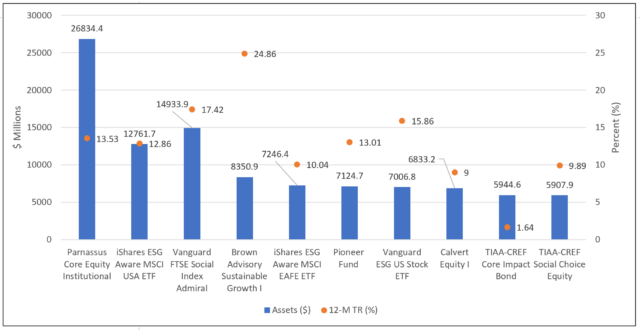 30000
25000
20000
15000
10000
5000
0
$ Millions
30
25
20
15
10
5
0
Percent (%)
26834.4
13.53
12761.7
12.86
14933.9
17.42
24.86
8350.9
7246.4
10.04
13.01
7124.7
15.86
7006.8
6833.2
9
5944.6
1.64
9.89
5907.9
Parnassus
Core Equity
Institutional
iShares ESG
Aware MSCI
USA ETF
Vanguard
FTSE Social
Index
Admiral
Brown
Advisory
Sustainable
Growth I
iShares ESG
Aware MSCI
EAFE ETF
Pioneer
Fund
Vanguard
ESG US Stock
ETF
Calvert
Equity I
TIAA-CREF
Core Impact
Bond
TIAA-CREF
Social Choice
Equity
Assets ($)
12-M TR (%)